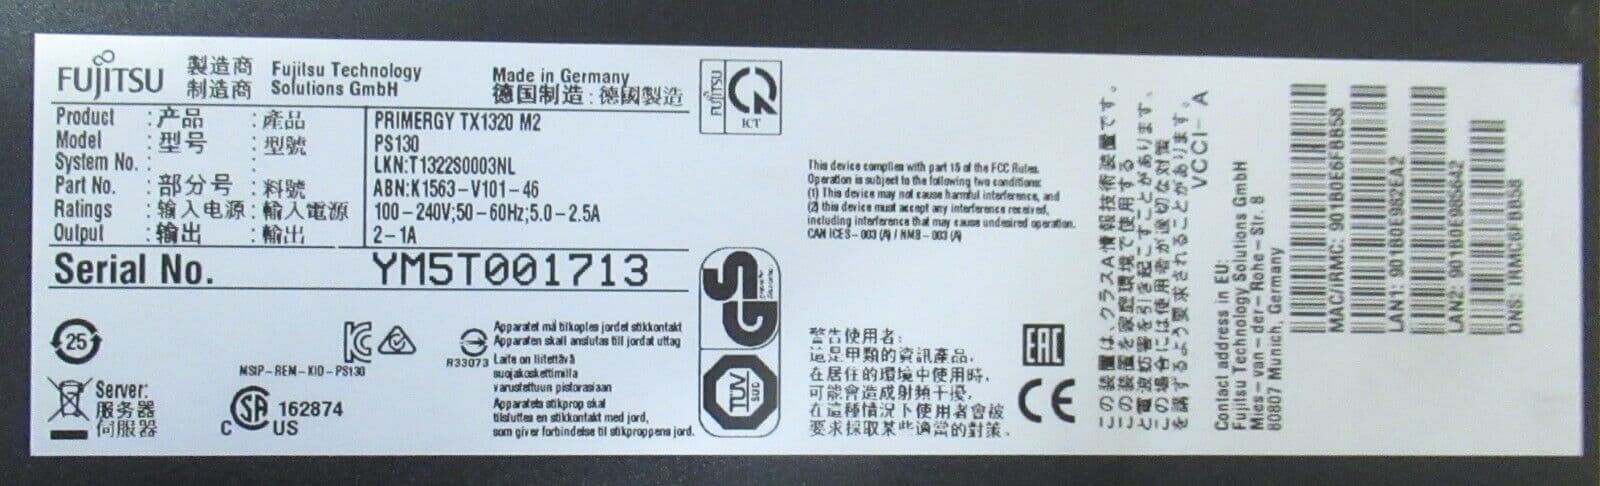 FUJITSU 製造商 Fujitsu Technology Made in Germany
制造商 Solutions GmbH 德国制造:德國製造
Product :产品 :產品 PRIMERGY TX1320 M2
Model :型号 :型號 PS130
System No. : : LKN:T1322S0003NL
Part No. :部分号 :料號 ABN:K1563-V101-46
Ratings :输入电源:輸入電源 100-240V;50-60Hz;5.0-2.5A
Output :输出 :輸出 2-1A
Serial No. YM5T001713
FUJITSU
ICT
25
MSIP-REM-KID-PS130
R33073
Server:
服务器
伺服器
C SA US 162874
Apparatet må tilkoples jordet stikkontakt
Apparaten skall anslutas till jordat uttag
Laite on liitettävä
suojakoskettimilla
varustettuun pistorasiaan
Apparatets stikprop skal
tilsluttes en stikkontakt med jord,
som giver forbindelse til stikproppens jord.
GS
TÜV
SÜD
This device complies with part 15 of the FCC Rules.
Operation is subject to the following two conditions:
(1) This device may not cause harmful interference, and
(2) this device must accept any interference received,
including interference that may cause undesired operation.
CAN ICES-003 (A) / NMB-003 (A)
警告使用者:
這是甲類的資訊產品,
在居住的環境中使用時,
可能會造成射頻干擾,
在這種情況下使用者會被
要求採取某些適當的對策.
EAC
CE
この装置は、クラスA情報技術装置です。
この装置を家庭環境で使用する
と電波妨害を引き起こすことがあります。
この場合には使用者が適切な対策
を講ずるよう要求されることがあります。
VCCI-A
Contact address in EU:
Fujitsu Technology Solutions GmbH
Mies-van-der-Rohe-Str. 8
80807 Munich, Germany
MAC/iRMC: 901B0E6FBB58
LAN1: 901B0E982EA2
LAN2: 901B0E985642
DNS: IRMC6FBB58